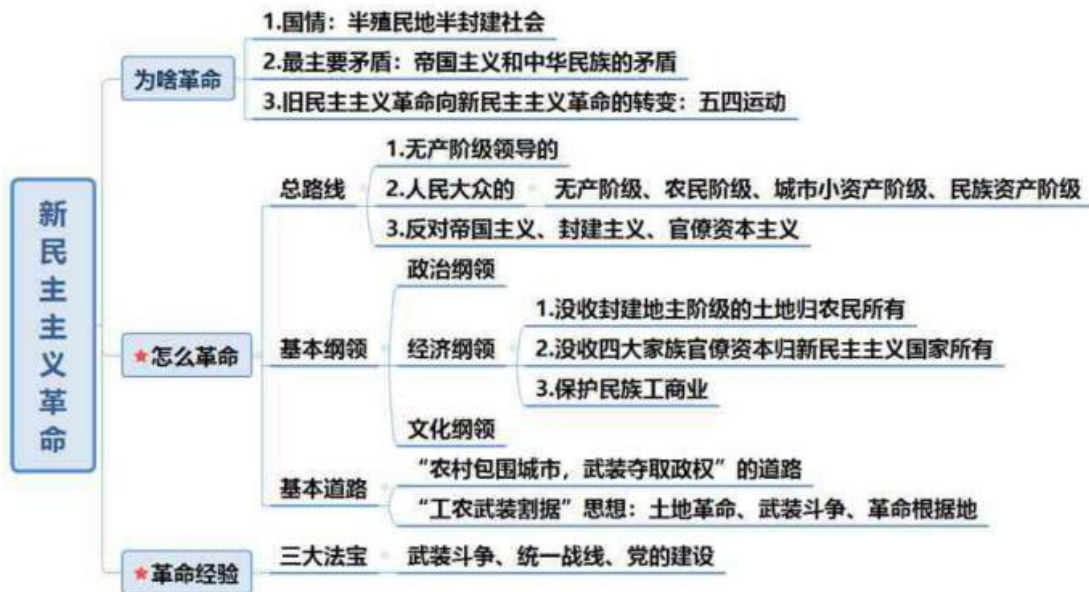 新民主主义革命
为啥革命
1.国情：半殖民地半封建社会
2.最主要矛盾：帝国主义和中华民族的矛盾
3.旧民主主义革命向新民主主义革命的转变：五四运动
★怎么革命
总路线
1.无产阶级领导的
2.人民大众的
无产阶级、农民阶级、城市小资产阶级、民族资产阶级
3.反对帝国主义、封建主义、官僚资本主义
基本纲领
政治纲领
经济纲领
1.没收封建地主阶级的土地归农民所有
2.没收四大家族官僚资本归新民主主义国家所有
3.保护民族工商业
文化纲领
基本道路
“农村包围城市，武装夺取政权”的道路
“工农武装割据”思想：土地革命、武装斗争、革命根据地
★革命经验
三大法宝
武装斗争、统一战线、党的建设